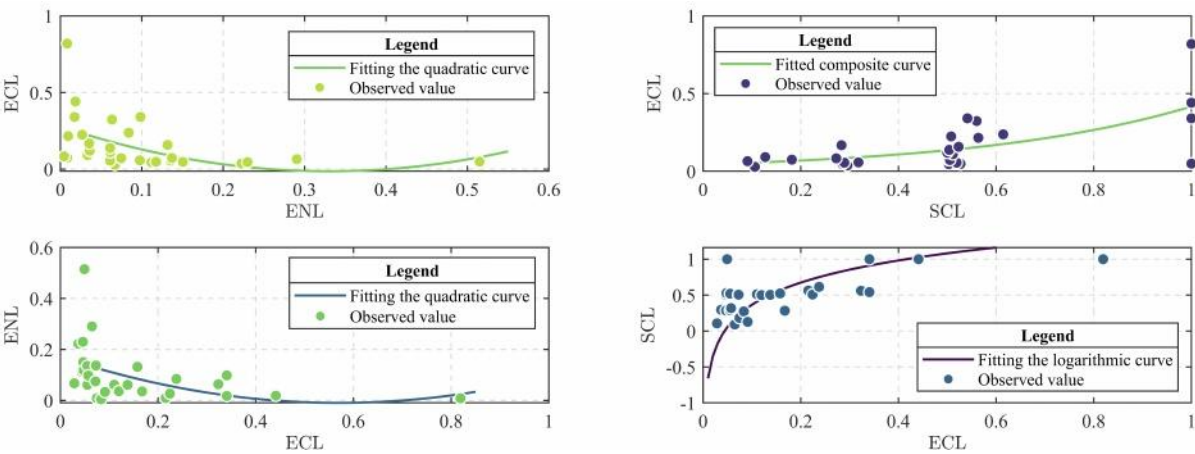 1
0.5
0
ECL
0
0.1
0.2
0.3
0.4
0.5
0.6
ENL
Legend
Fitting the quadratic curve
Observed value
1
0.5
0
ECL
0
0.2
0.4
0.6
0.8
1
SCL
Legend
Fitted composite curve
Observed value
0.6
0.4
0.2
0
ENL
0
0.2
0.4
0.6
0.8
1
ECL
Legend
Fitting the quadratic curve
Observed value
1
0.5
0
-0.5
-1
SCL
0
0.2
0.4
0.6
0.8
1
ECL
Legend
Fitting the logarithmic curve
Observed value